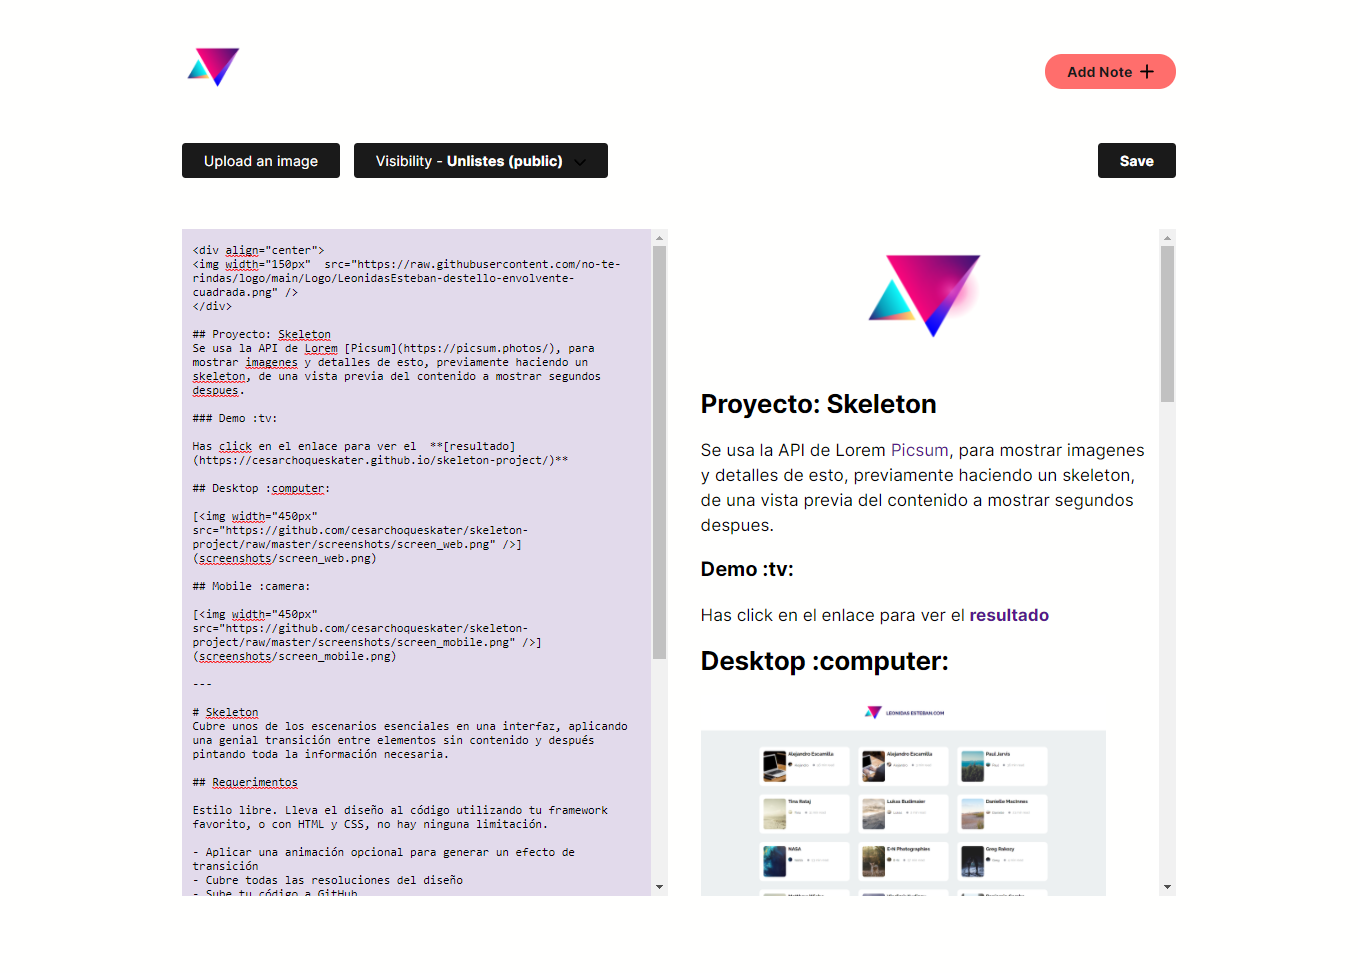 Add Note
Upload an image
Visibility - Unlistes (public)
Save
<div align="center">
<img width="150px"  src="https://raw.githubusercontent.com/no-te-
rindas/logo/main/Logo/LeonidasEsteban-destello-envolvente-
cuadrada.png" />
</div>
## Proyecto: Skeleton
Se usa la API de Lorem [Picsum](https://picsum.photos/), para
mostrar imagenes y detalles de esto, previamente haciendo un
skeleton, de una vista previa del contenido a mostrar segundos
despues.
### Demo :tv:
Has click en el enlace para ver el  **[resultado]
(https://cesarchoqueskater.github.io/skeleton-project/)**
## Desktop :computer:
[<img width="450px"
src="https://github.com/cesarchoqueskater/skeleton-
project/raw/master/screenshots/screen_web.png" />]
(screenshots/screen_web.png)
## Mobile :camera:
[<img width="450px"
src="https://github.com/cesarchoqueskater/skeleton-
project/raw/master/screenshots/screen_mobile.png" />]
(screenshots/screen_mobile.png)
---
# Skeleton
Cubre unos de los escenarios esenciales en una interfaz, aplicando
una genial transición entre elementos sin contenido y después
pintando toda la información necesaria.
## Requerimentos
Estilo libre. Lleva el diseño al código utilizando tu framework
favorito, o con HTML y CSS, no hay ninguna limitación.
- Aplicar una animación opcional para generar un efecto de
transición
- Cubre todas las resoluciones del diseño
- Sube tu código a GitHub
Proyecto: Skeleton
Se usa la API de Lorem Picsum, para mostrar imagenes
y detalles de esto, previamente haciendo un skeleton,
de una vista previa del contenido a mostrar segundos
despues.
Demo :tv:
Has click en el enlace para ver el resultado
Desktop :computer:
LEONIDAS ESTEBAN.COM
Alejandro Escamilla
Alejandro Escamilla
Paul Jarvis
Tina Rataj
Lukas Budimaier
Danielle MacInnes
NASA
E+N Photographies
Greg Rakozy